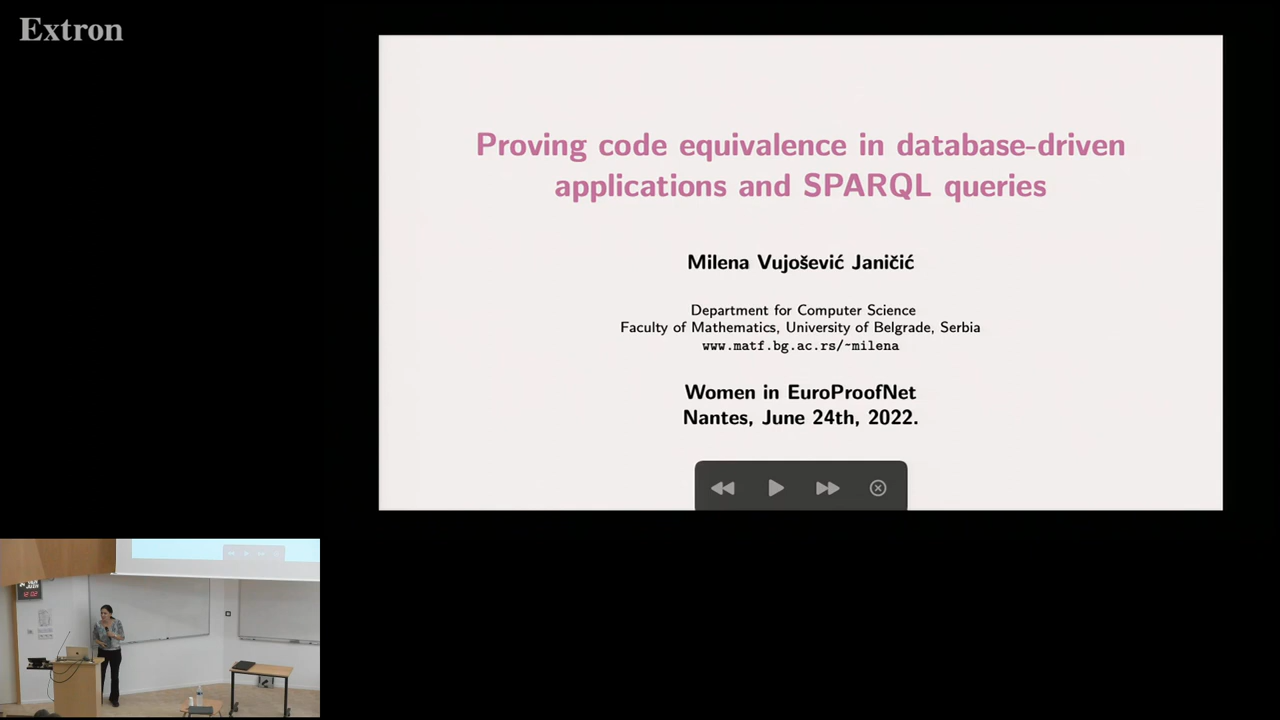 Extron
Proving code equivalence in database-driven
applications and SPARQL queries
Milena Vujošević Janičić
Department for Computer Science
Faculty of Mathematics, University of Belgrade, Serbia
www.matf.bg.ac.rs/~milena
Women in EuroProofNet
Nantes, June 24th, 2022.